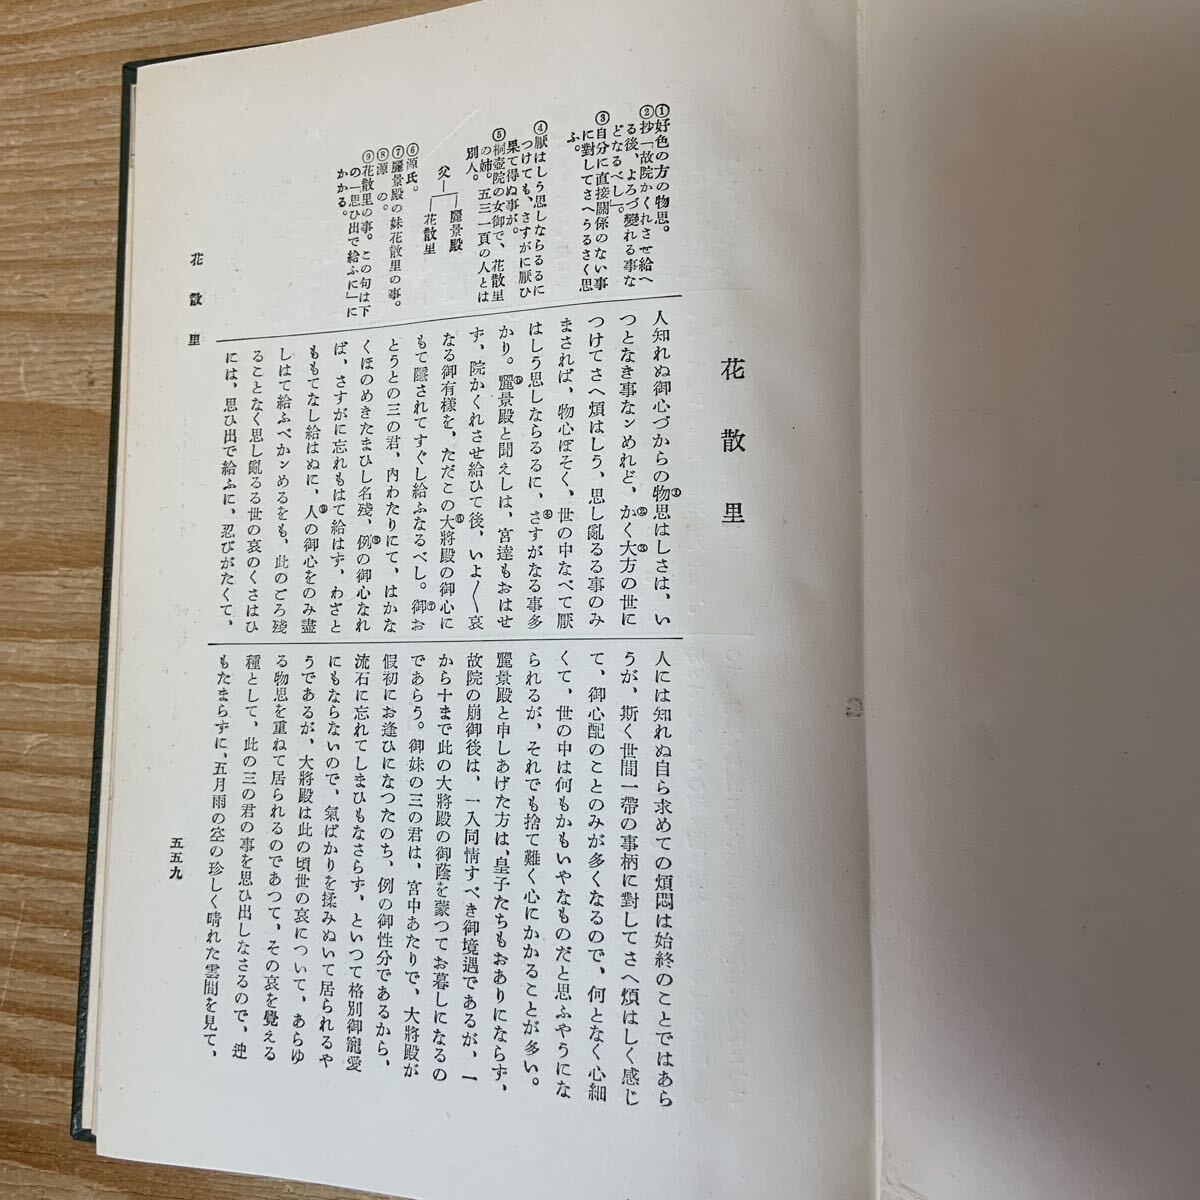 花散里
①好色の方の物思。
②抄「故院かくれさせ給へ
る後、よろづ變れる事な
どなるべし」。
③自分に直接關係のない事
に對してさへうるさく思
ふ。
④厭はしう思しならるるに
つけても、さすがに厭ひ
果て得ぬ事が。
⑤桐壺院の女御で、花散里
の姉。五三一頁の人とは
別人。
父
麗景殿
花散里
⑥源氏。
⑦麗景殿の妹花散里の事。
⑧源の。
⑨花散里の事。この句は下
の「思ひ出で給ふに」に
かかる。
人知れぬ御心づからの物思①はしさは、い
つとなき事なンめれど、かく②大方③の世に
つけてさへ煩はしう、思し亂るる事のみ
まされば、物心ぼそく、世の中なべて厭
はしう思しならるるに、さす④がなる事多
かり。麗⑤景殿と聞えしは、宮達もおはせ
ず、院かくれさせ給ひて後、いよ〱哀
なる御有樣を、ただこの大⑥將殿の御心に
もて隱されてすぐし給ふなるべし。御⑦お
とうとの三の君、內わたりにて、はかな
くほのめきたまひし名殘、例⑧の御心なれ
ば、さすがに忘れもはて給はず、わざと
ももてなし給はぬに、人⑨の御心をのみ盡
しはて給ふべかンめるをも、此のごろ殘
ることなく思し亂るる世の哀のくさはひ
には、思ひ出で給ふに、忍びがたくて、
人には知れぬ自ら求めての煩悶は始終のことではあら
うが、斯く世間一帶の事柄に對してさへ煩はしく感じ
て、御心配のことのみが多くなるので、何となく心細
くて、世の中は何もかもいやなものだと思ふやうにな
られるが、それでも捨て難く心にかかることが多い。
麗景殿と申しあげた方は、皇子たちもおありにならず、
故院の崩御後は、一入同情すべき御境遇であるが、一
から十まで此の大將殿の御蔭を蒙つてお暮しになるの
であらう。御妹の三の君は、宮中あたりで、大將殿が
假初にお逢ひになつたのち、例の御性分であるから、
流石に忘れてしまひもなさらず、といつて格別御寵愛
にもならないので、氣ばかりを揉みぬいて居られるや
うであるが、大將殿は此の頃世の哀について、あらゆ
る物思を重ねて居られるのであつて、その哀を覺える
種として、此の三の君の事を思ひ出しなさるので、迚
もたまらずに、五月雨の空の珍しく晴れた雲間を見て、
花散里
五五九